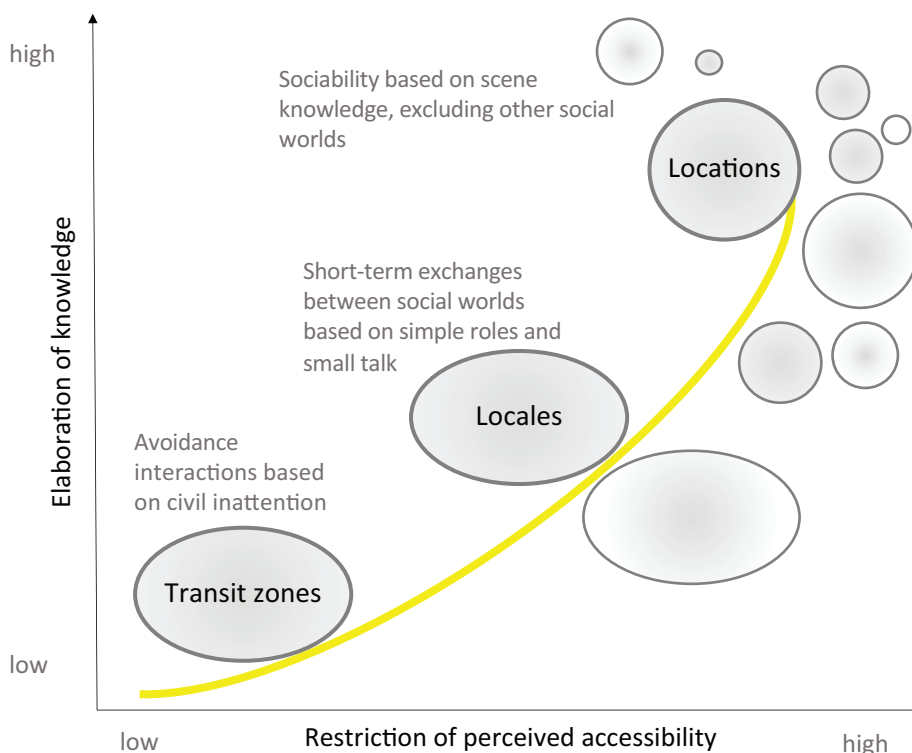 high
Sociability based on scene
knowledge, excluding other social
worlds
Locations
Elaboration of knowledge
Short-term exchanges
between social worlds
based on simple roles and
small talk
Locales
Avoidance
interactions based
on civil inattention
Transit zones
low
low
Restriction of perceived accessibility
high